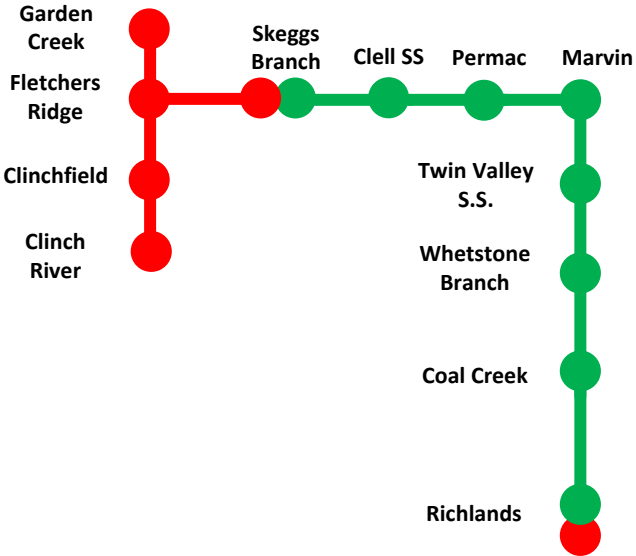 Garden
Creek
Skeggs
Branch
Clell SS
Permac
Marvin
Fletchers
Ridge
Clinchfield
Twin Valley
S.S.
Clinch
River
Whetstone
Branch
Coal Creek
Richlands